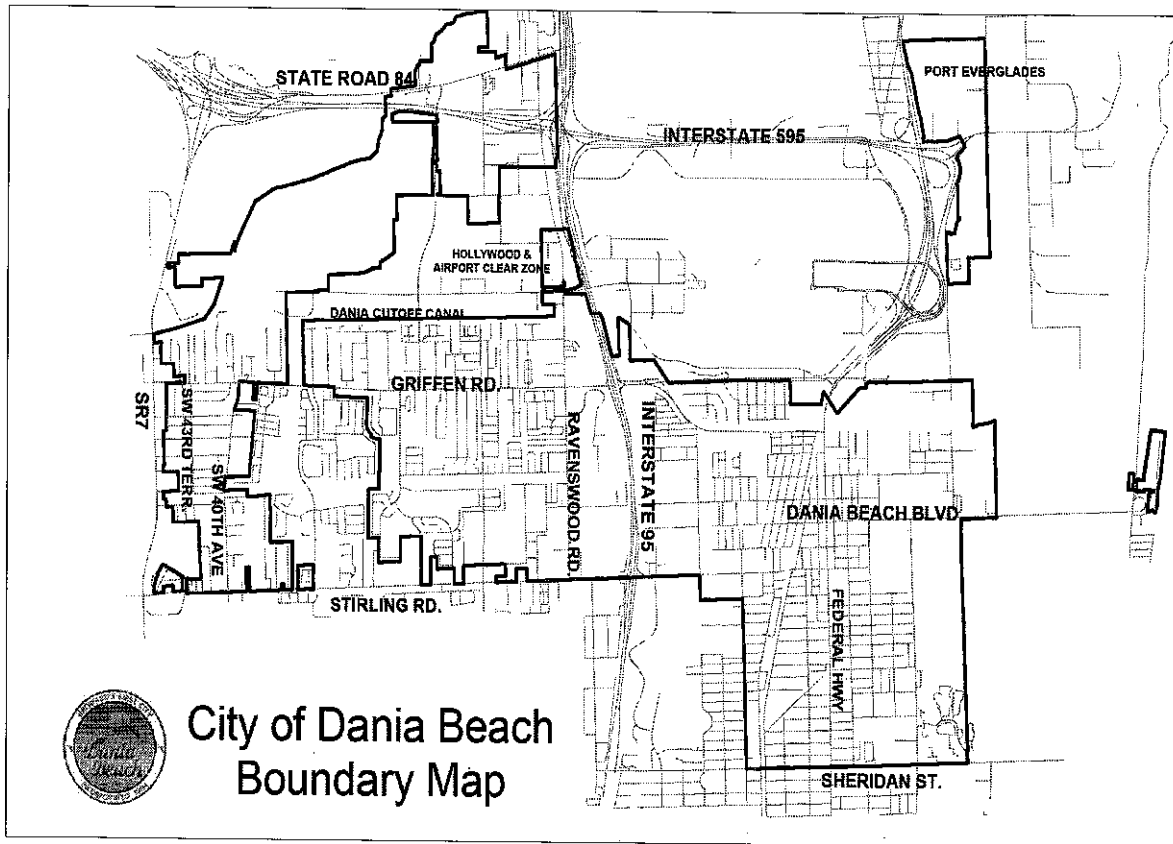 STATE ROAD 84
PORT EVERGLADES
INTERSTATE 595
HOLLYWOOD &
AIRPORT CLEAR ZONE
DANIA CUTOFF CANAL
GRIFFEN RD.
SR7
SW 43RD TERR.
SW 40TH AVE
RAVENSWOOD RD.
INTERSTATE 95
DANIA BEACH BLVD
STIRLING RD.
FEDERAL HWY
SHERIDAN ST.
Dania
Beach
City of Dania Beach
Boundary Map